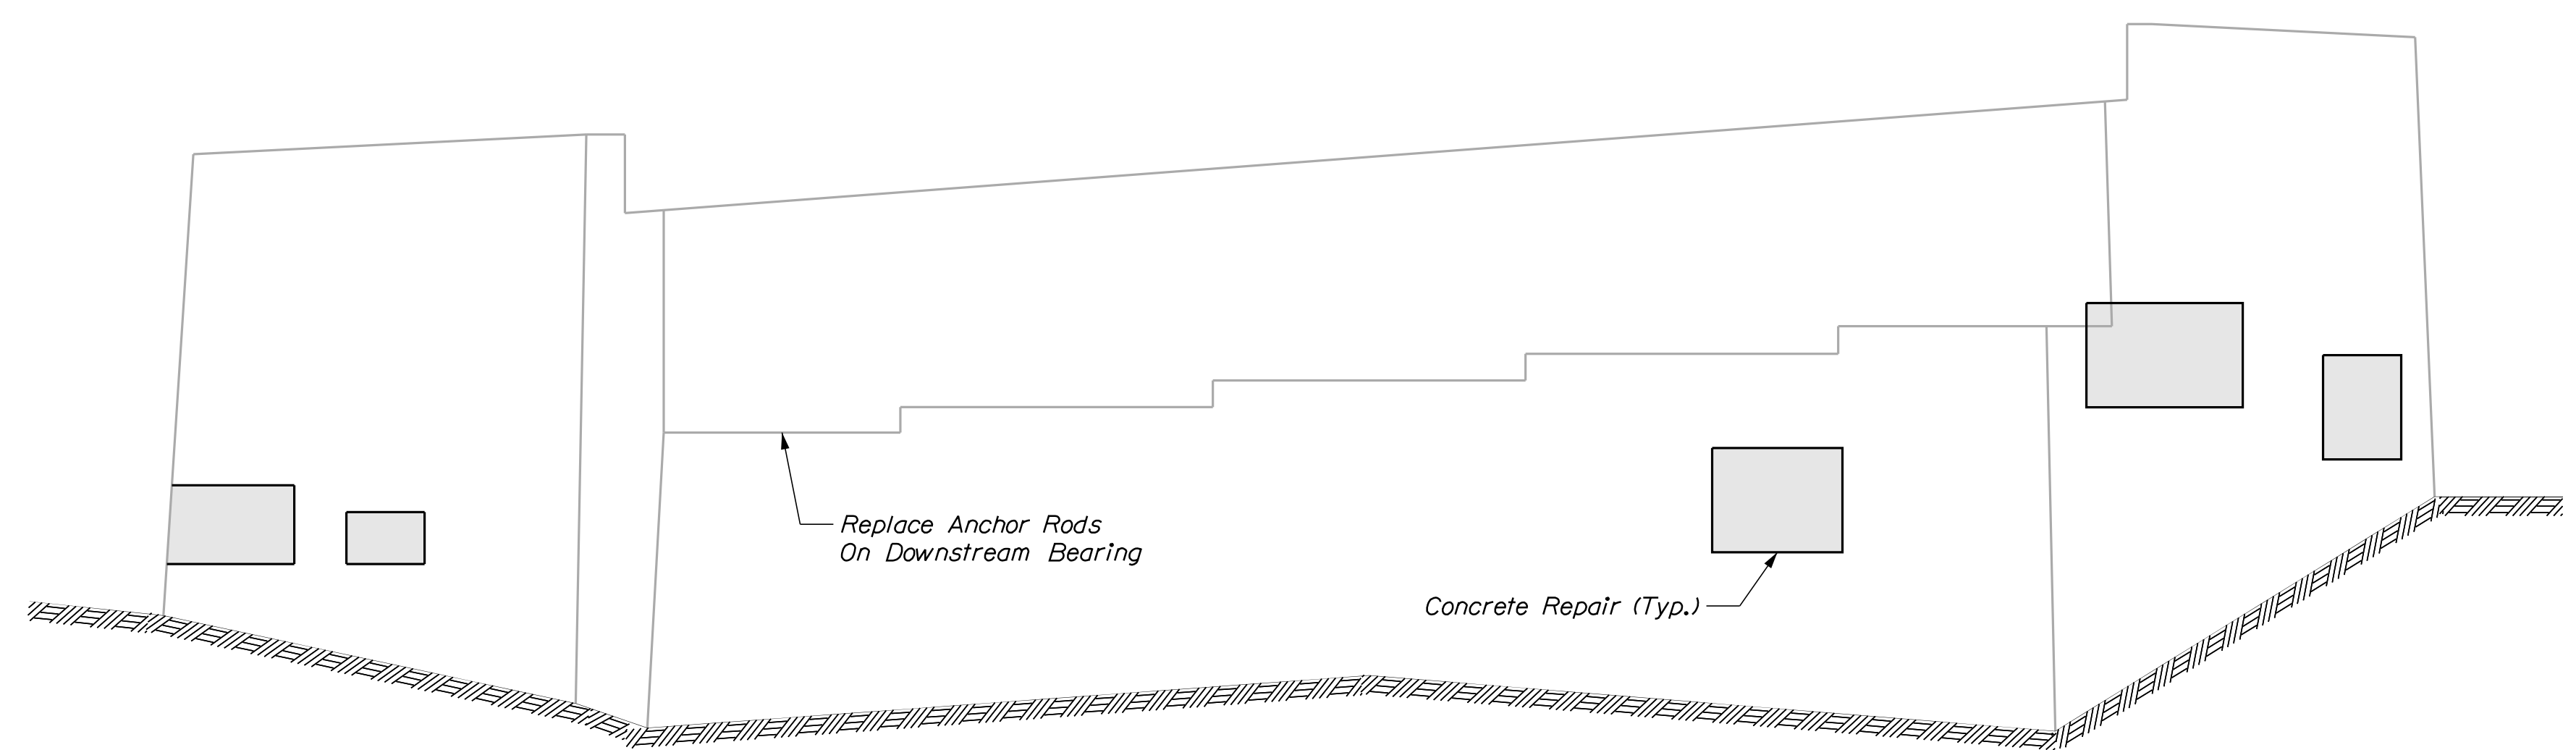 Replace Anchor Rods
On Downstream Bearing
Concrete Repair (Typ.)